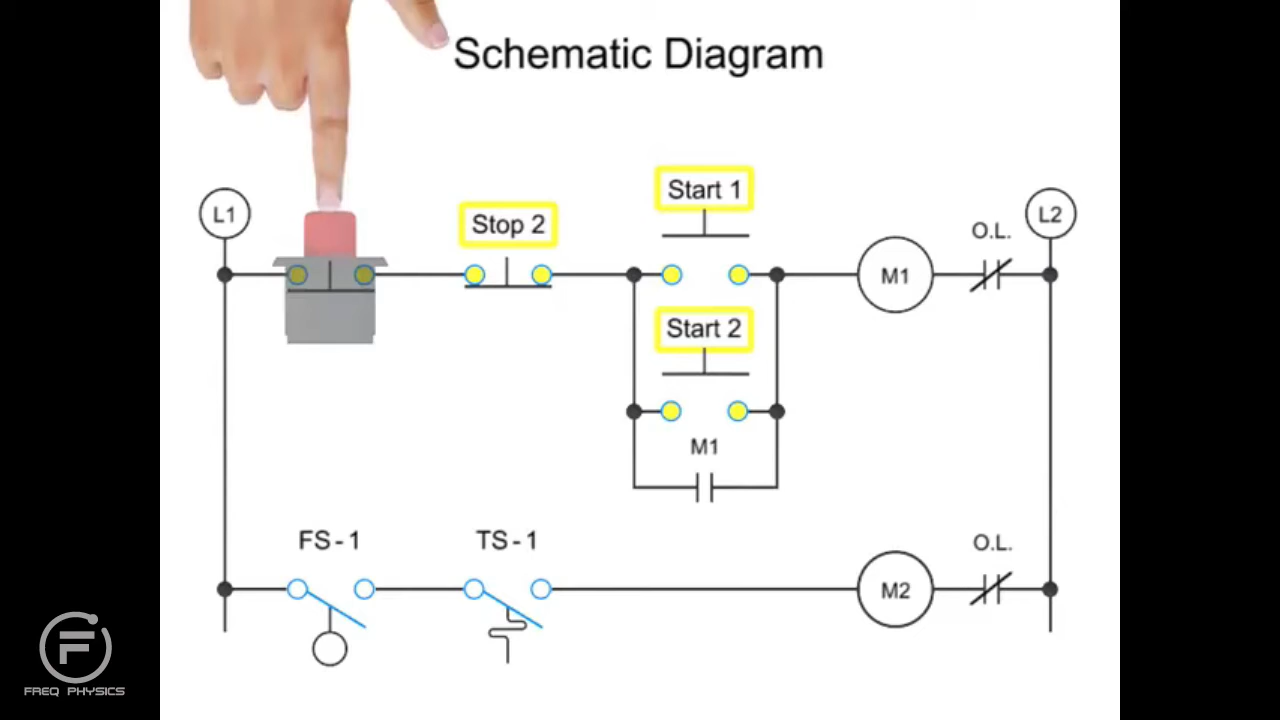 Schematic Diagram
Start 1
L1
Stop 2
L2
O.L.
M1
Start 2
M1
FS-1
TS-1
O.L.
M2
F
FREQ PHYSICS